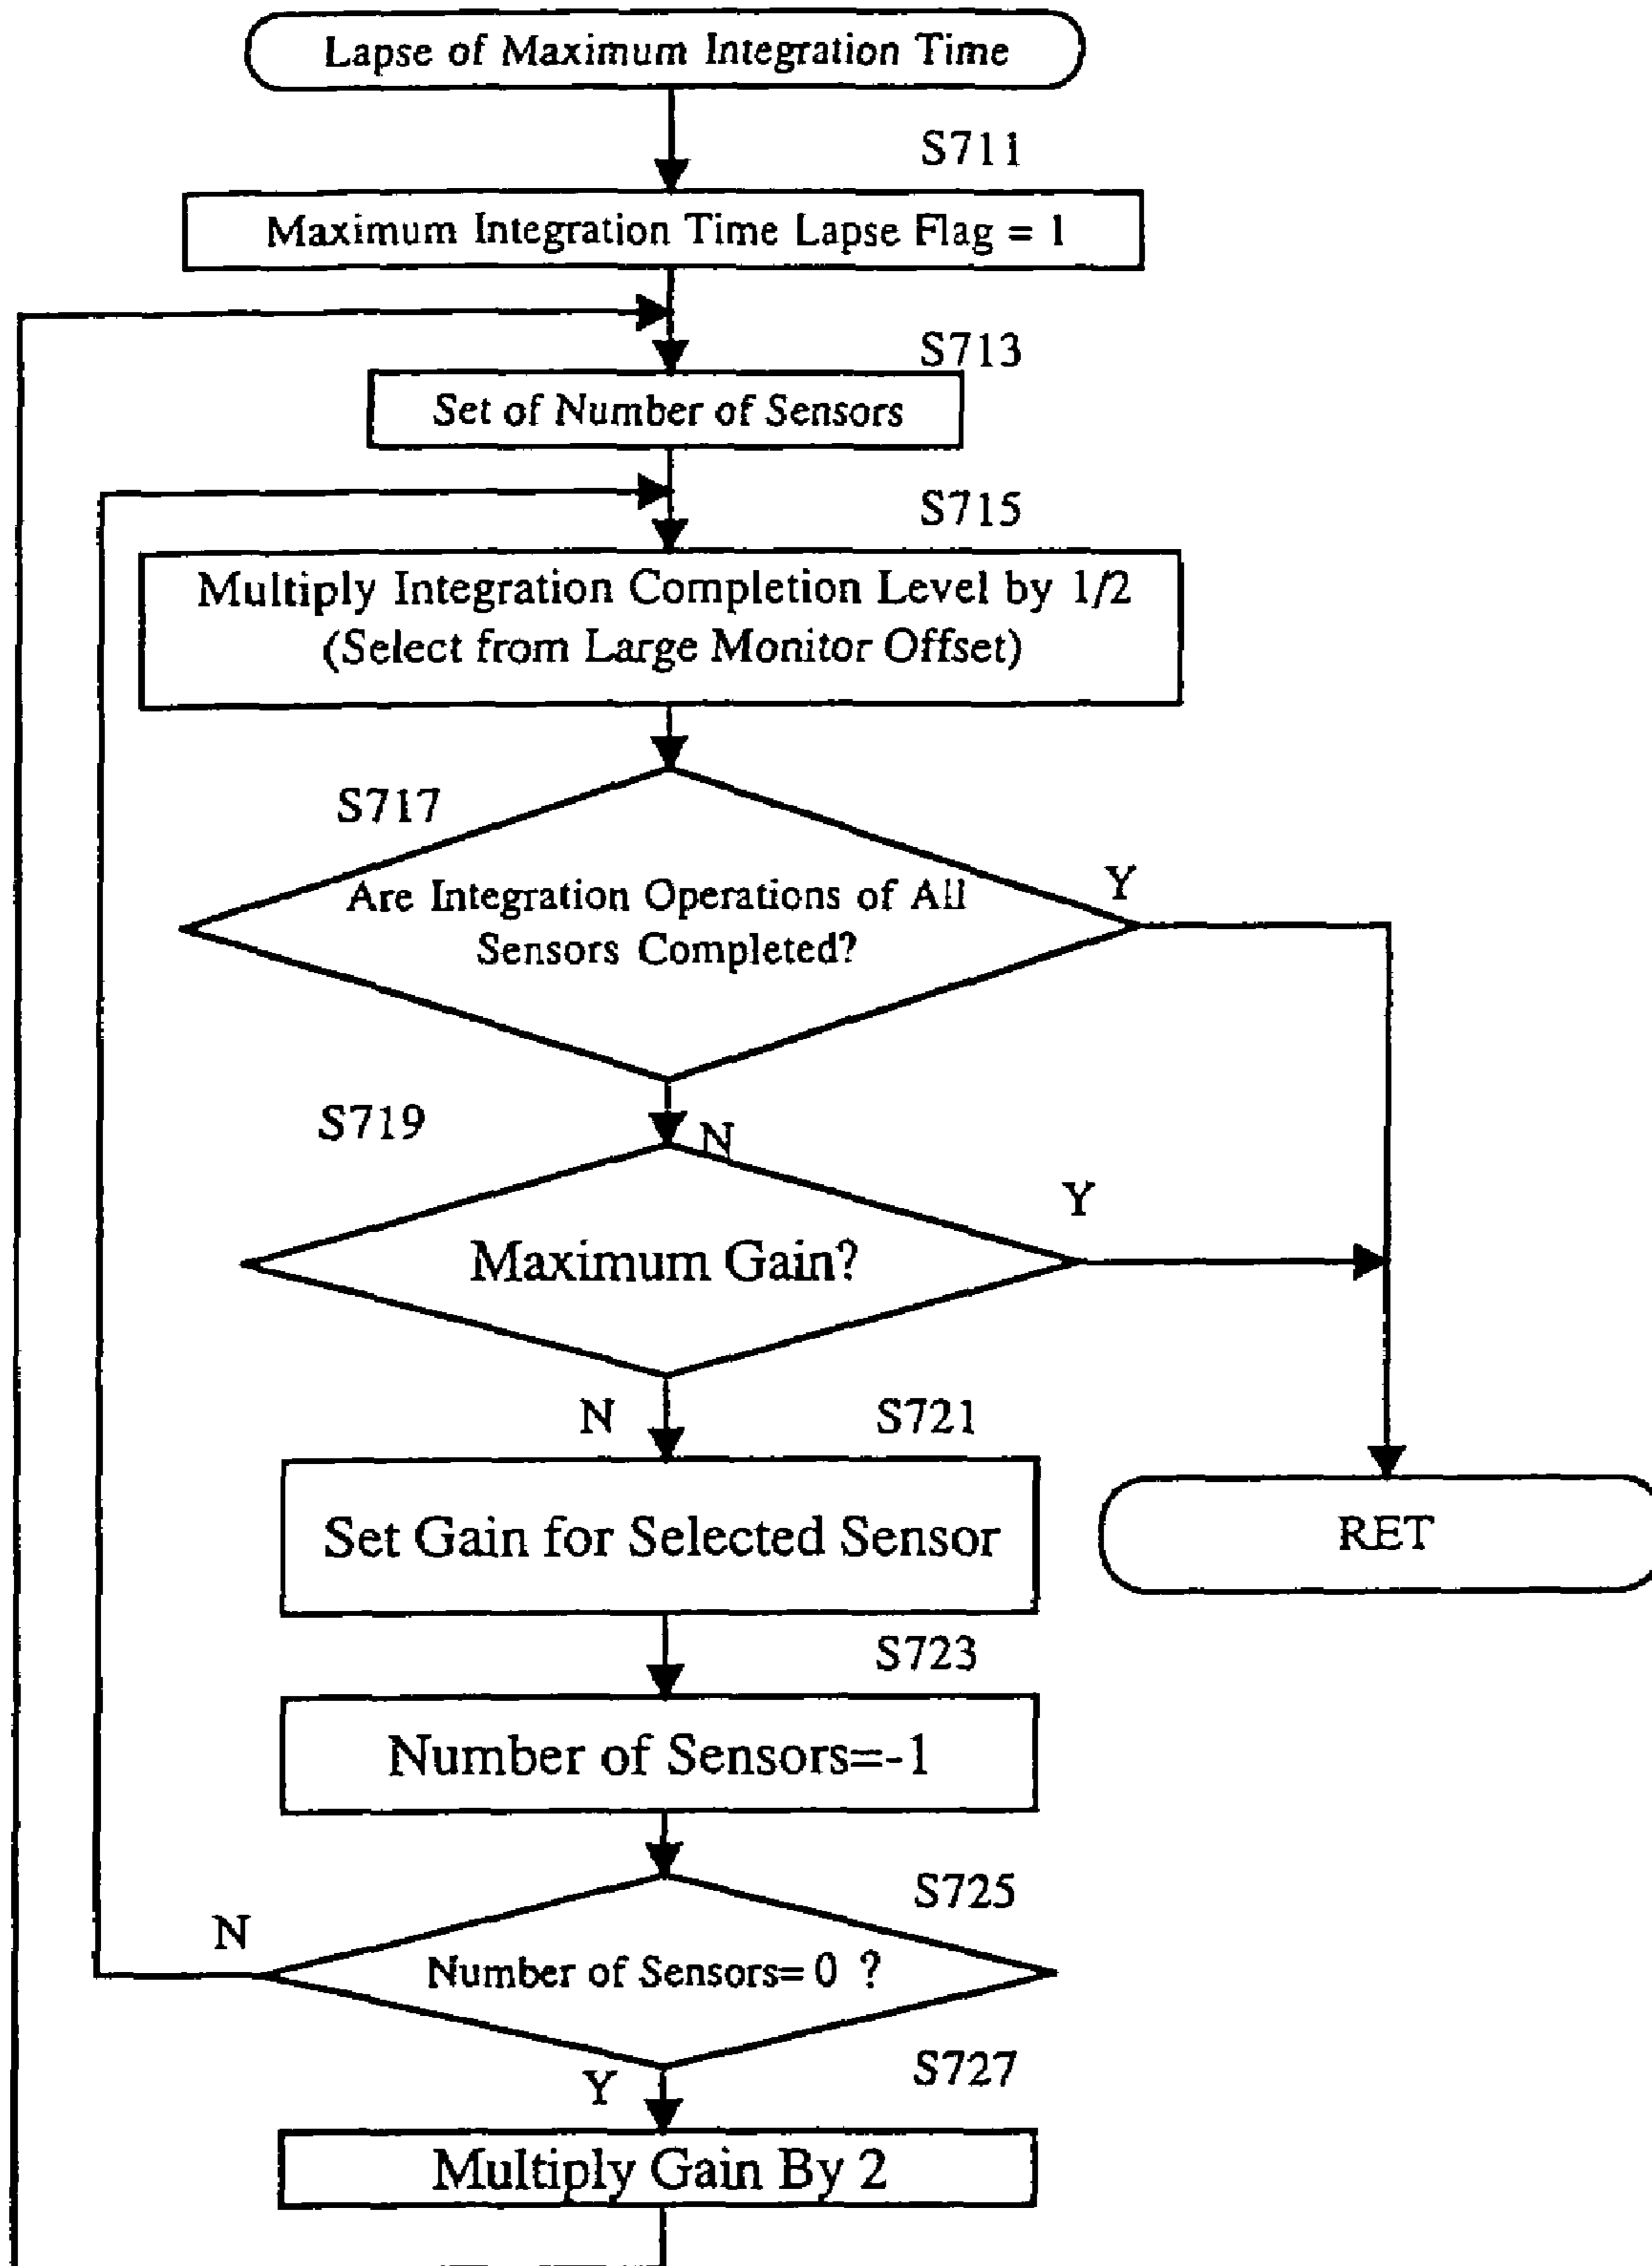 Lapse of Maximum Integration Time
S711
Maximum Integration Time Lapse Flag = 1
S713
Set of Number of Sensors
S715
Multiply Integration Completion Level by 1/2
(Select from Large Monitor Offset)
S717
Y
Are Integration Operations of All
Sensors Completed?
S719
N
Y
Maximum Gain?
N
S721
Set Gain for Selected Sensor
RET
S723
Number of Sensors=-1
S725
N
Number of Sensors= 0 ?
S727
Y
Multiply Gain By 2